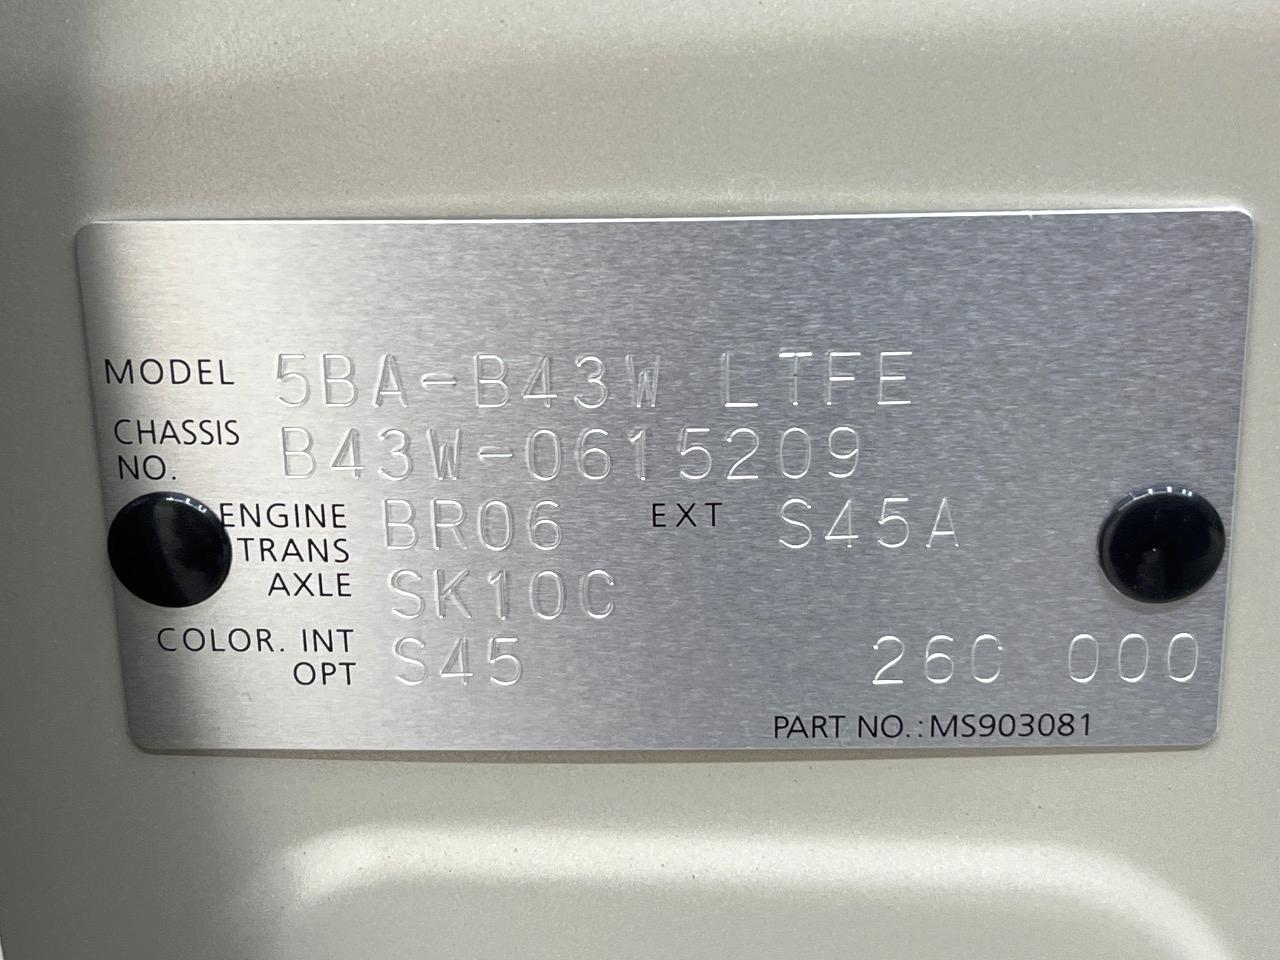 MODEL 5BA-B43W LTFE
CHASSIS NO. B43W-0615209
ENGINE BR06 EXT S45A
TRANS AXLE SK10C
COLOR. INT OPT S45 26C 000
PART NO.: MS903081